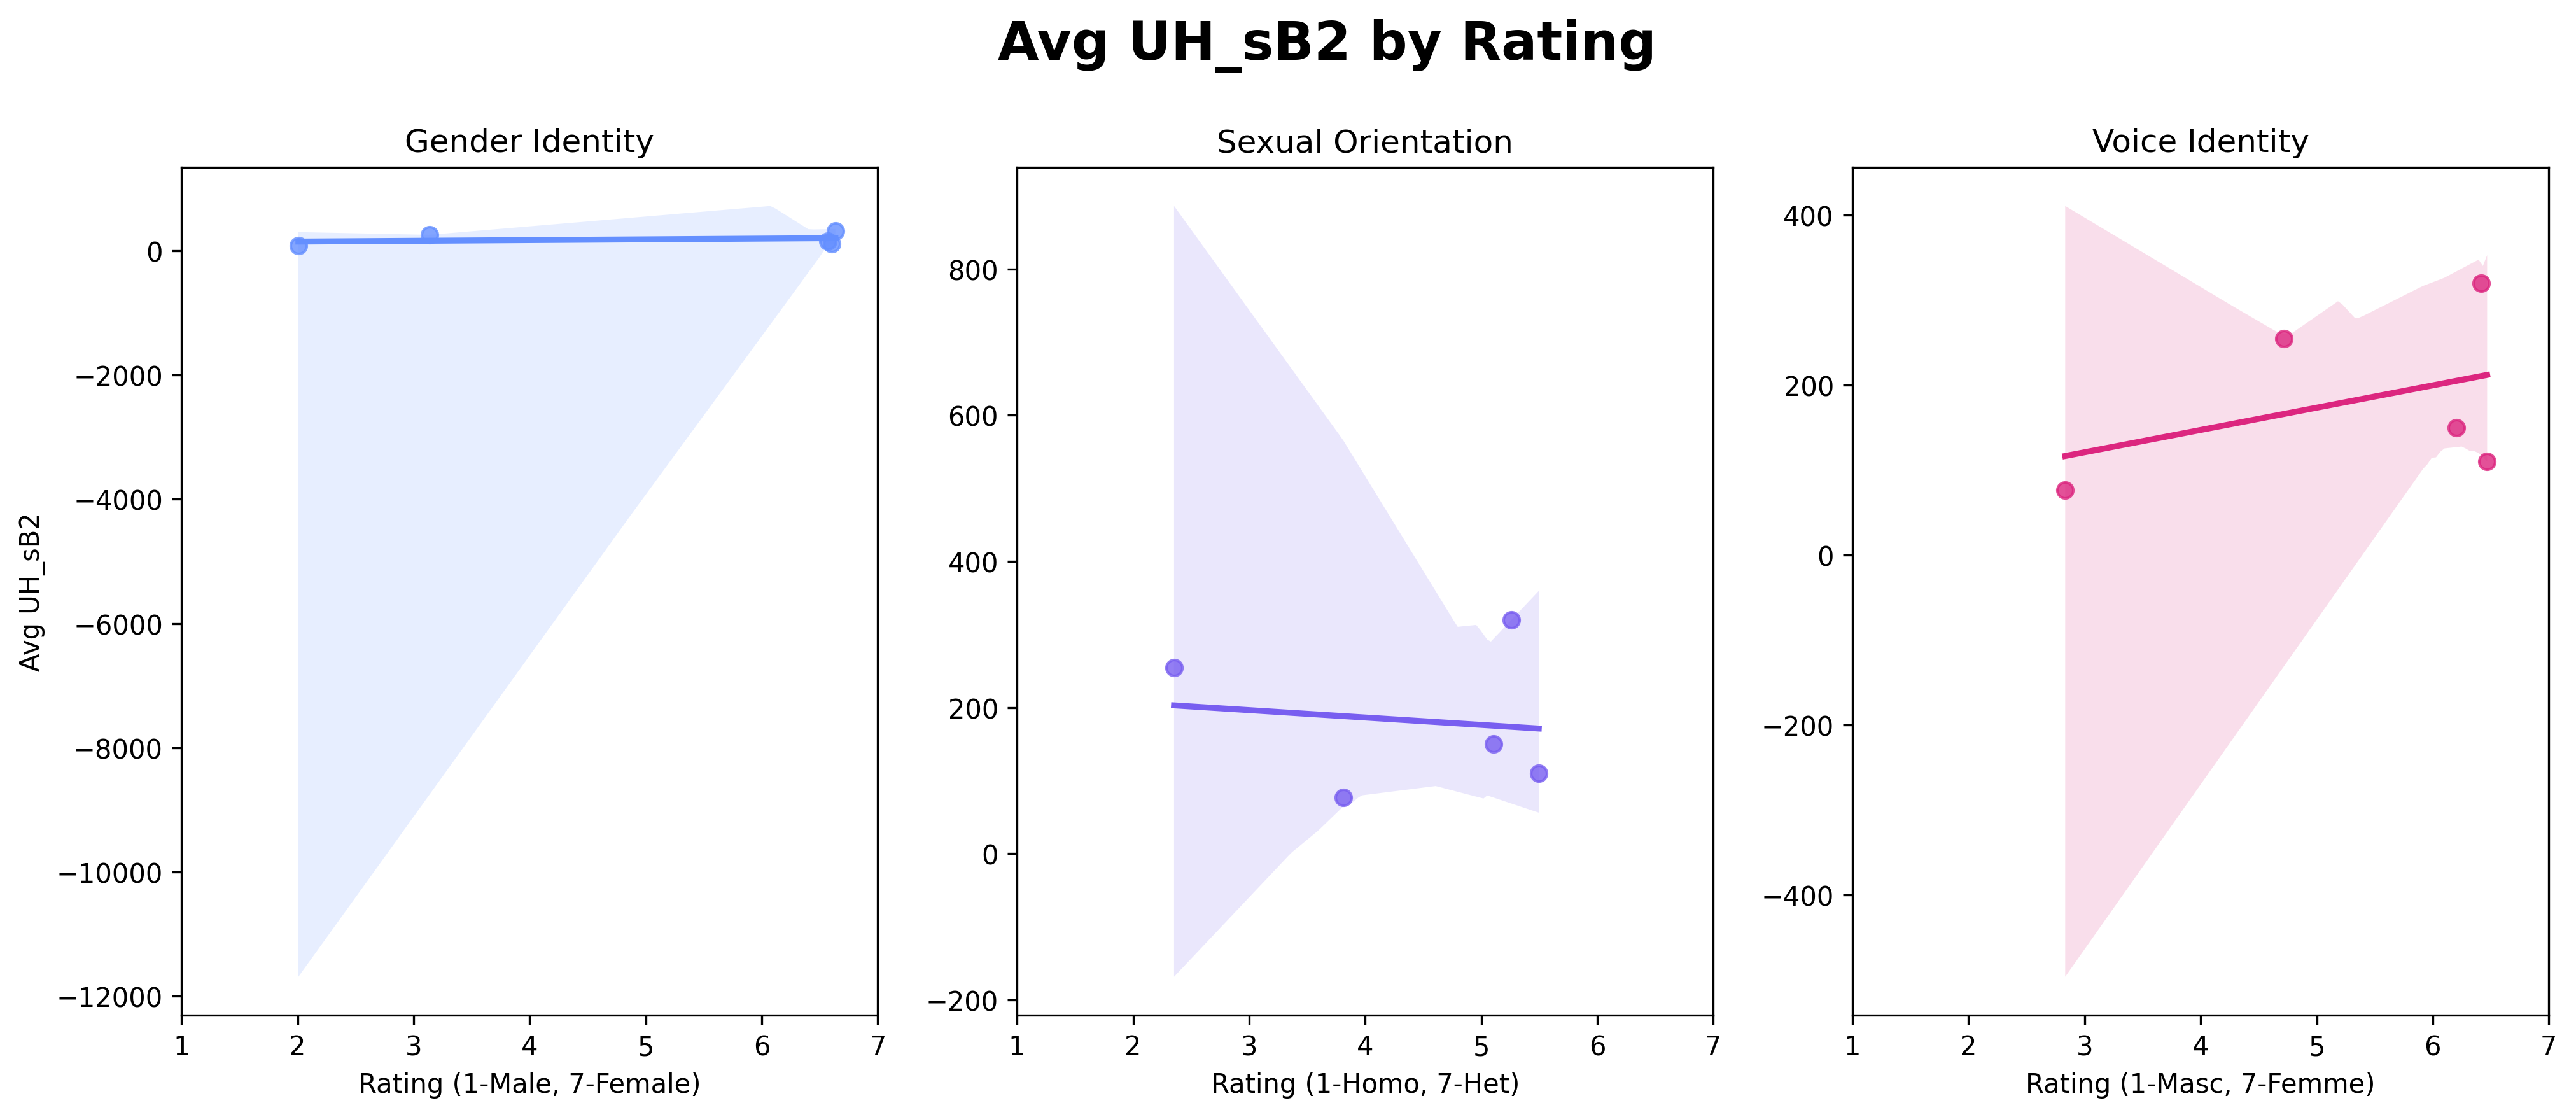 Avg UH_sB2 by Rating
Gender Identity
Sexual Orientation
Voice Identity
Avg UH_sB2
0
−2000
−4000
−6000
−8000
−10000
−12000
1 2 3 4 5 6 7
Rating (1-Male, 7-Female)
800
600
400
200
0
−200
1 2 3 4 5 6 7
Rating (1-Homo, 7-Het)
400
200
0
−200
−400
1 2 3 4 5 6 7
Rating (1-Masc, 7-Femme)